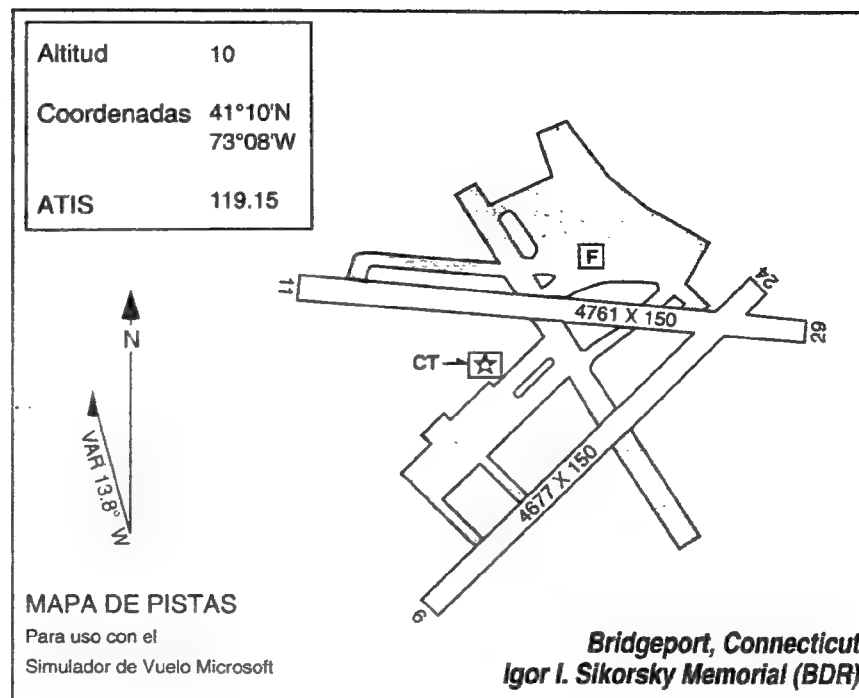 Altitud 10
Coordenadas 41°10'N
73°08'W
ATIS 119.15
F
24
11
4761 X 150
29
CT
N
VAR 13.8° W
4677 X 150
6
MAPA DE PISTAS
Para uso con el
Simulador de Vuelo Microsoft
Bridgeport, Connecticut
Igor I. Sikorsky Memorial (BDR)